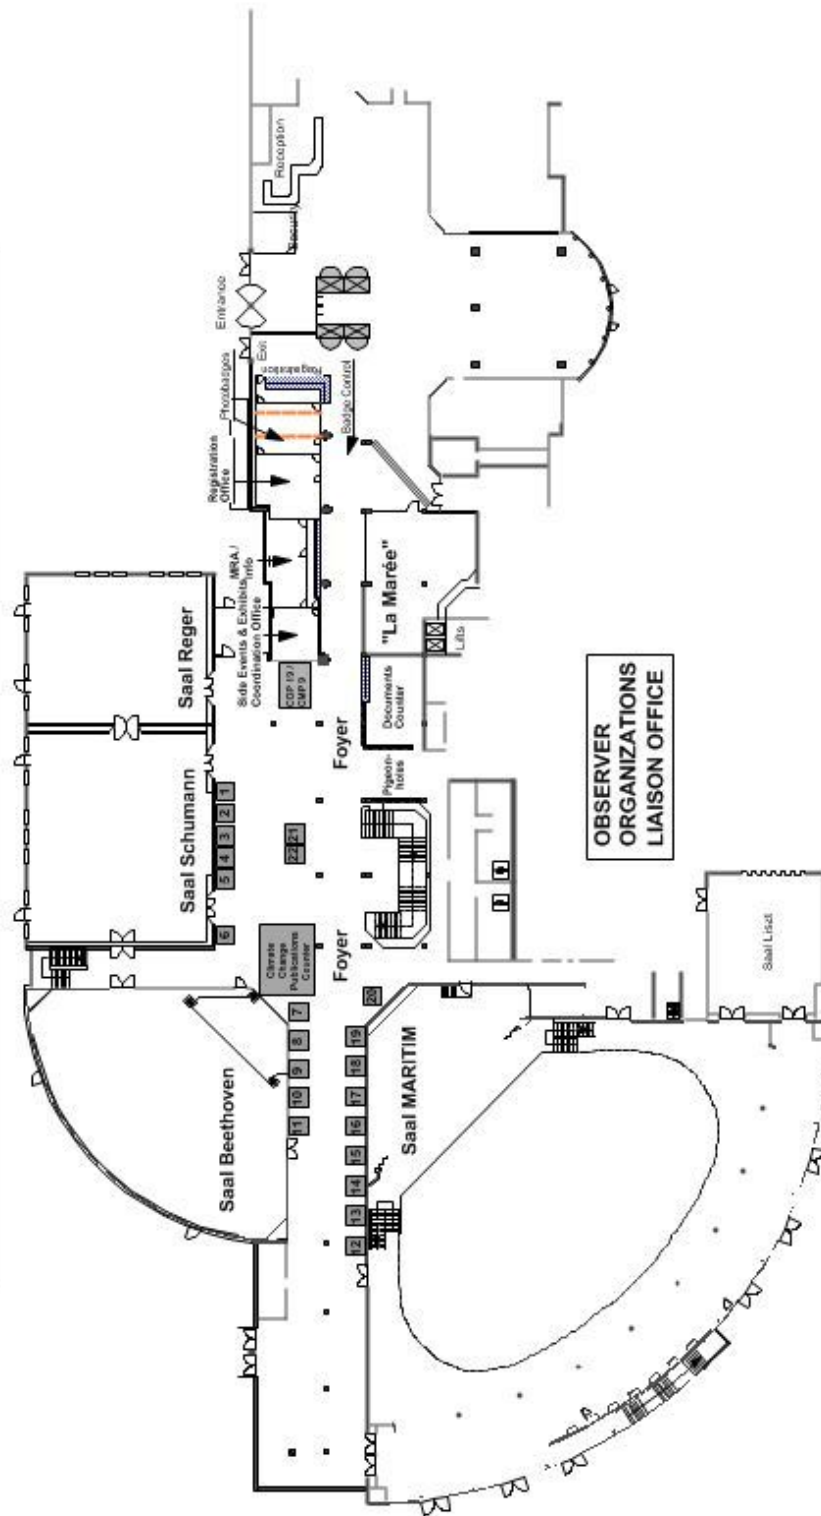 Reception
Security
Entrance
Exit
Registration
Photobadges
Badge Control
Registration
Office
MRA /
Info
Side Events & Exhibits
Coordination Office
"La Marée"
Lifts
COP 19 /
CMP 9
Documents
Counter
Foyer
Pigeon-
holes
Saal Reger
Saal Schumann
1
2
3
4
5
6
21
22
OBSERVER
ORGANIZATIONS
LIAISON OFFICE
Climate
Change
Publications
Counter
Foyer
Saal Liszt
Saal Beethoven
7
8
9
10
11
20
19
18
17
16
15
14
13
12
Saal MARITIM